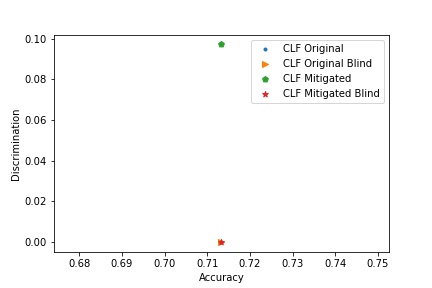 0.10
CLF Original
CLF Original Blind
0.08
CLF Mitigated
CLF Mitigated Blind
0.06
Discrimination
0.04
0.02
0.00
0.68 0.69 0.70 0.71 0.72 0.73 0.74 0.75
Accuracy